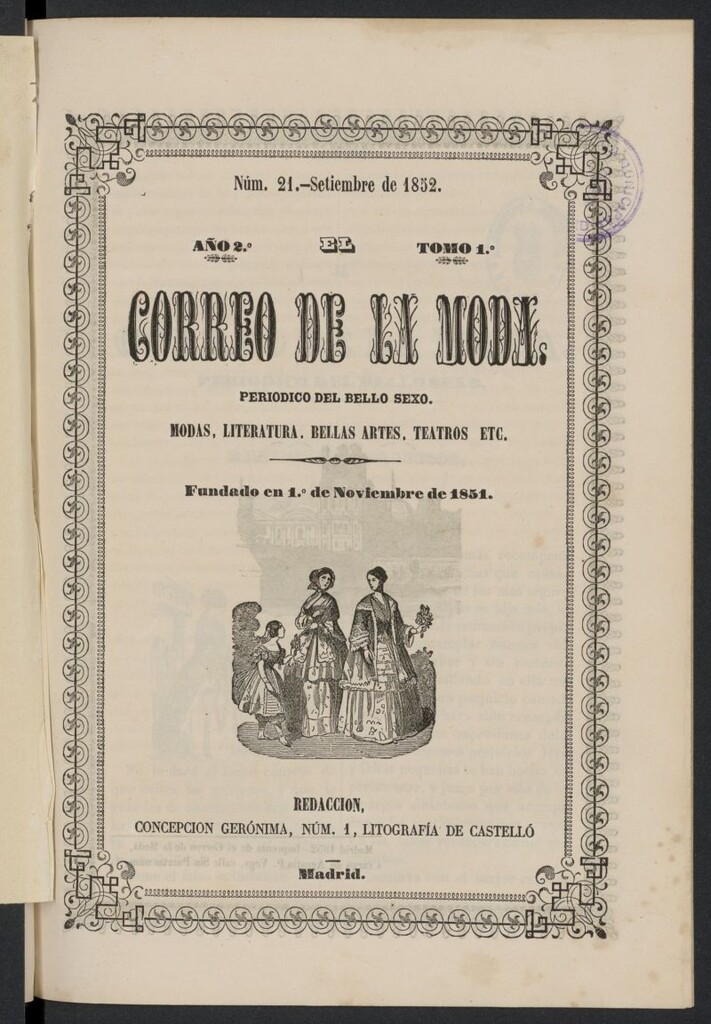 Núm. 21.–Setiembre de 1852.
AÑO 2.º EL TOMO 1.º
CORREO DE LA MODA.
PERIODICO DEL BELLO SEXO.
MODAS, LITERATURA, BELLAS ARTES, TEATROS ETC.
Fundado en 1.º de Noviembre de 1851.
REDACCION,
CONCEPCION GERÓNIMA, NÚM. 1, LITOGRAFÍA DE CASTELLÓ
Madrid.